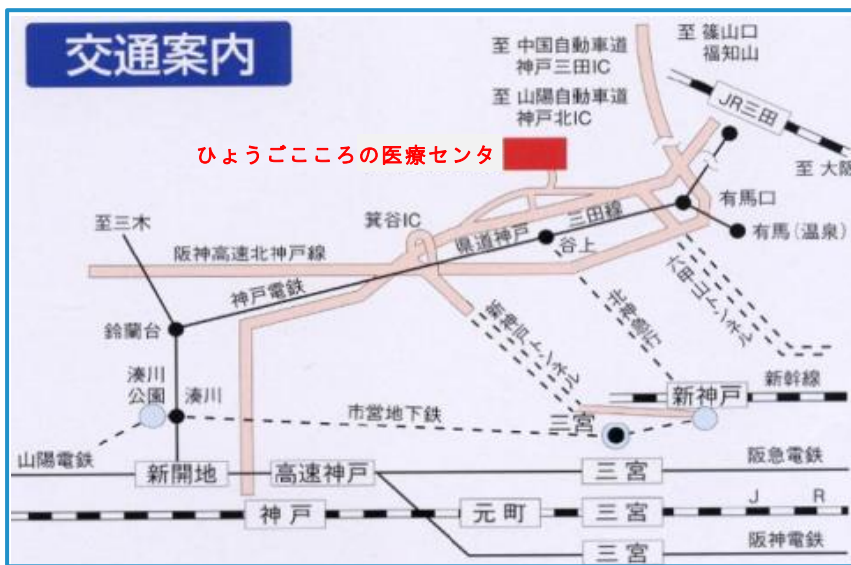 交通案内
至 中国自動車道
神戸三田IC
至 山陽自動車道
神戸北IC
至 篠山口
福知山
JR三田
至 大阪
ひょうごこころの医療センタ
有馬口
有馬(温泉)
至三木
箕谷IC
阪神高速北神戸線
県道神戸
三田線
谷上
神戸電鉄
鈴蘭台
新神戸トンネル
北神急行
六甲山トンネル
湊川
公園
湊川
市営地下鉄
三宮
新神戸
新幹線
山陽電鉄
新開地
高速神戸
三宮
阪急電鉄
神戸
元町
三宮
J R
三宮
阪神電鉄